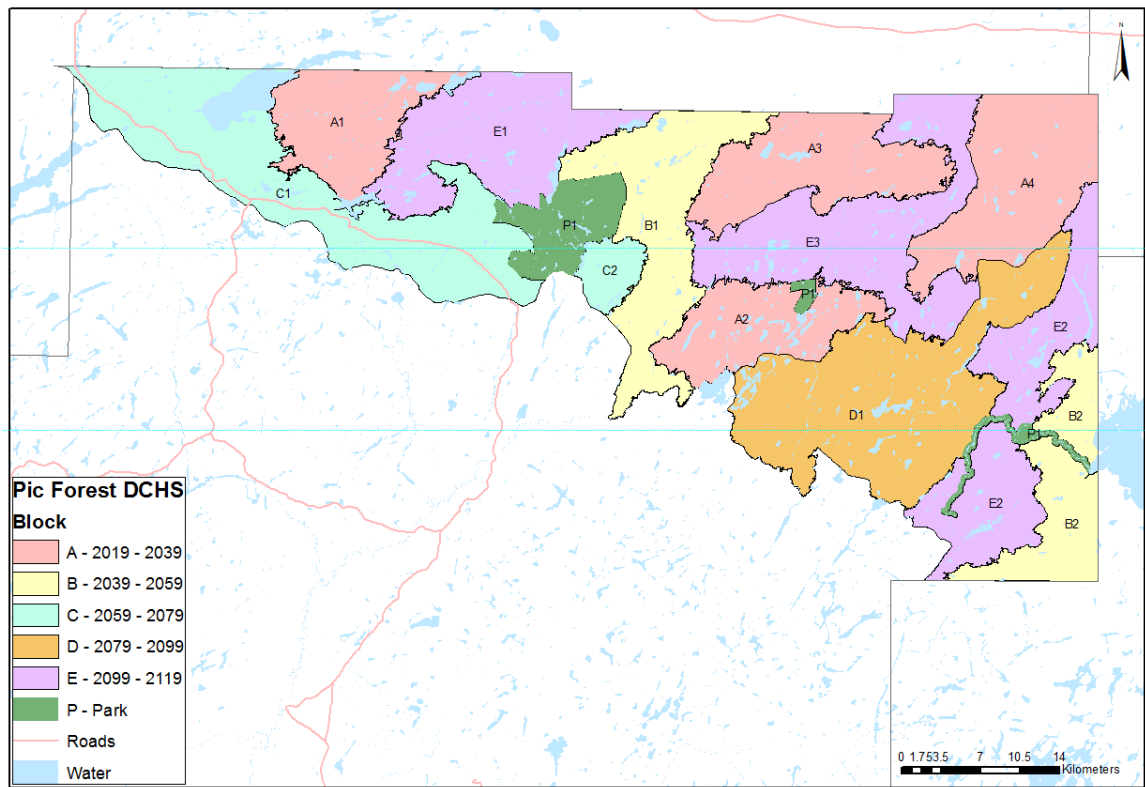 N
A1
E1
A3
A4
C1
P1
B1
E3
C2
P1
A2
E2
D1
B2
P1
E2
B2
Pic Forest DCHS
Block
A - 2019 - 2039
B - 2039 - 2059
C - 2059 - 2079
D - 2079 - 2099
E - 2099 - 2119
P - Park
Roads
Water
0 1.753.5 7 10.5 14
Kilometers